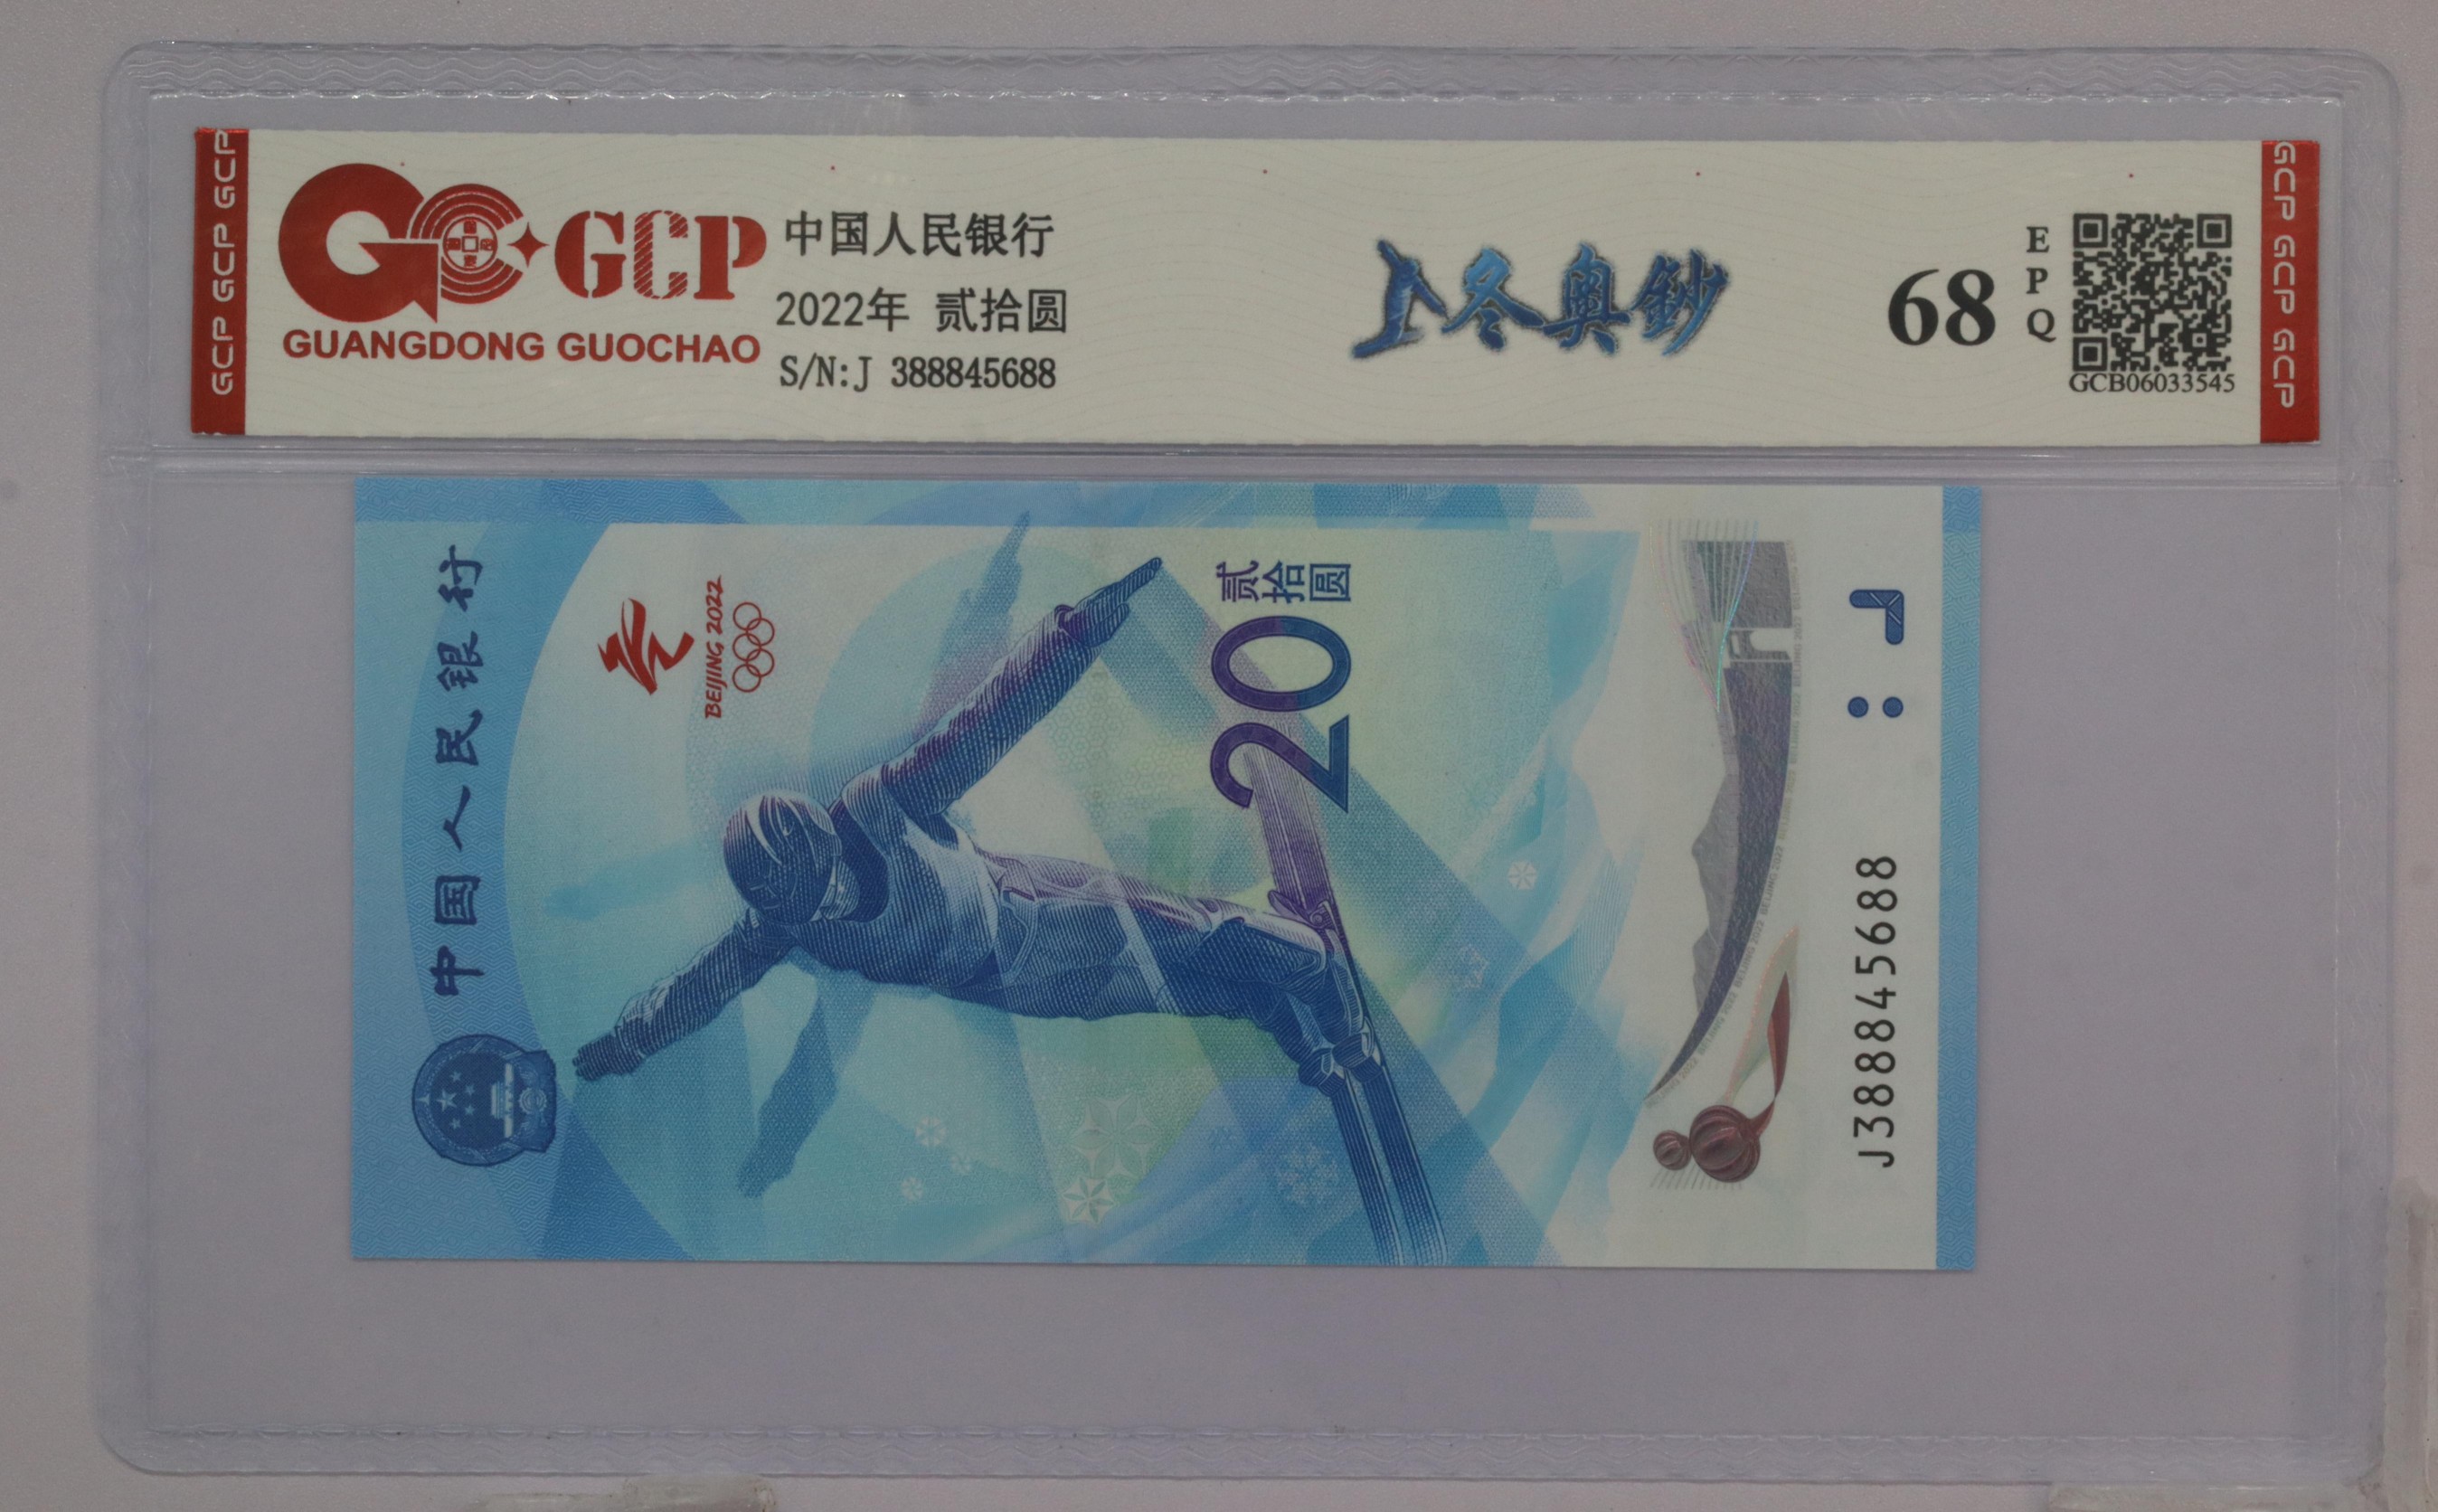 GCP GCP GCP
GCP
GUANGDONG GUOCHAO
中国人民银行
2022年 贰拾圆
S/N:J 388845688
冬奥鈔
68
EPQ
GCB06033545
GCP GCP GCP
中国人民银行
BEIJING 2022
贰拾圆
20
J388845688